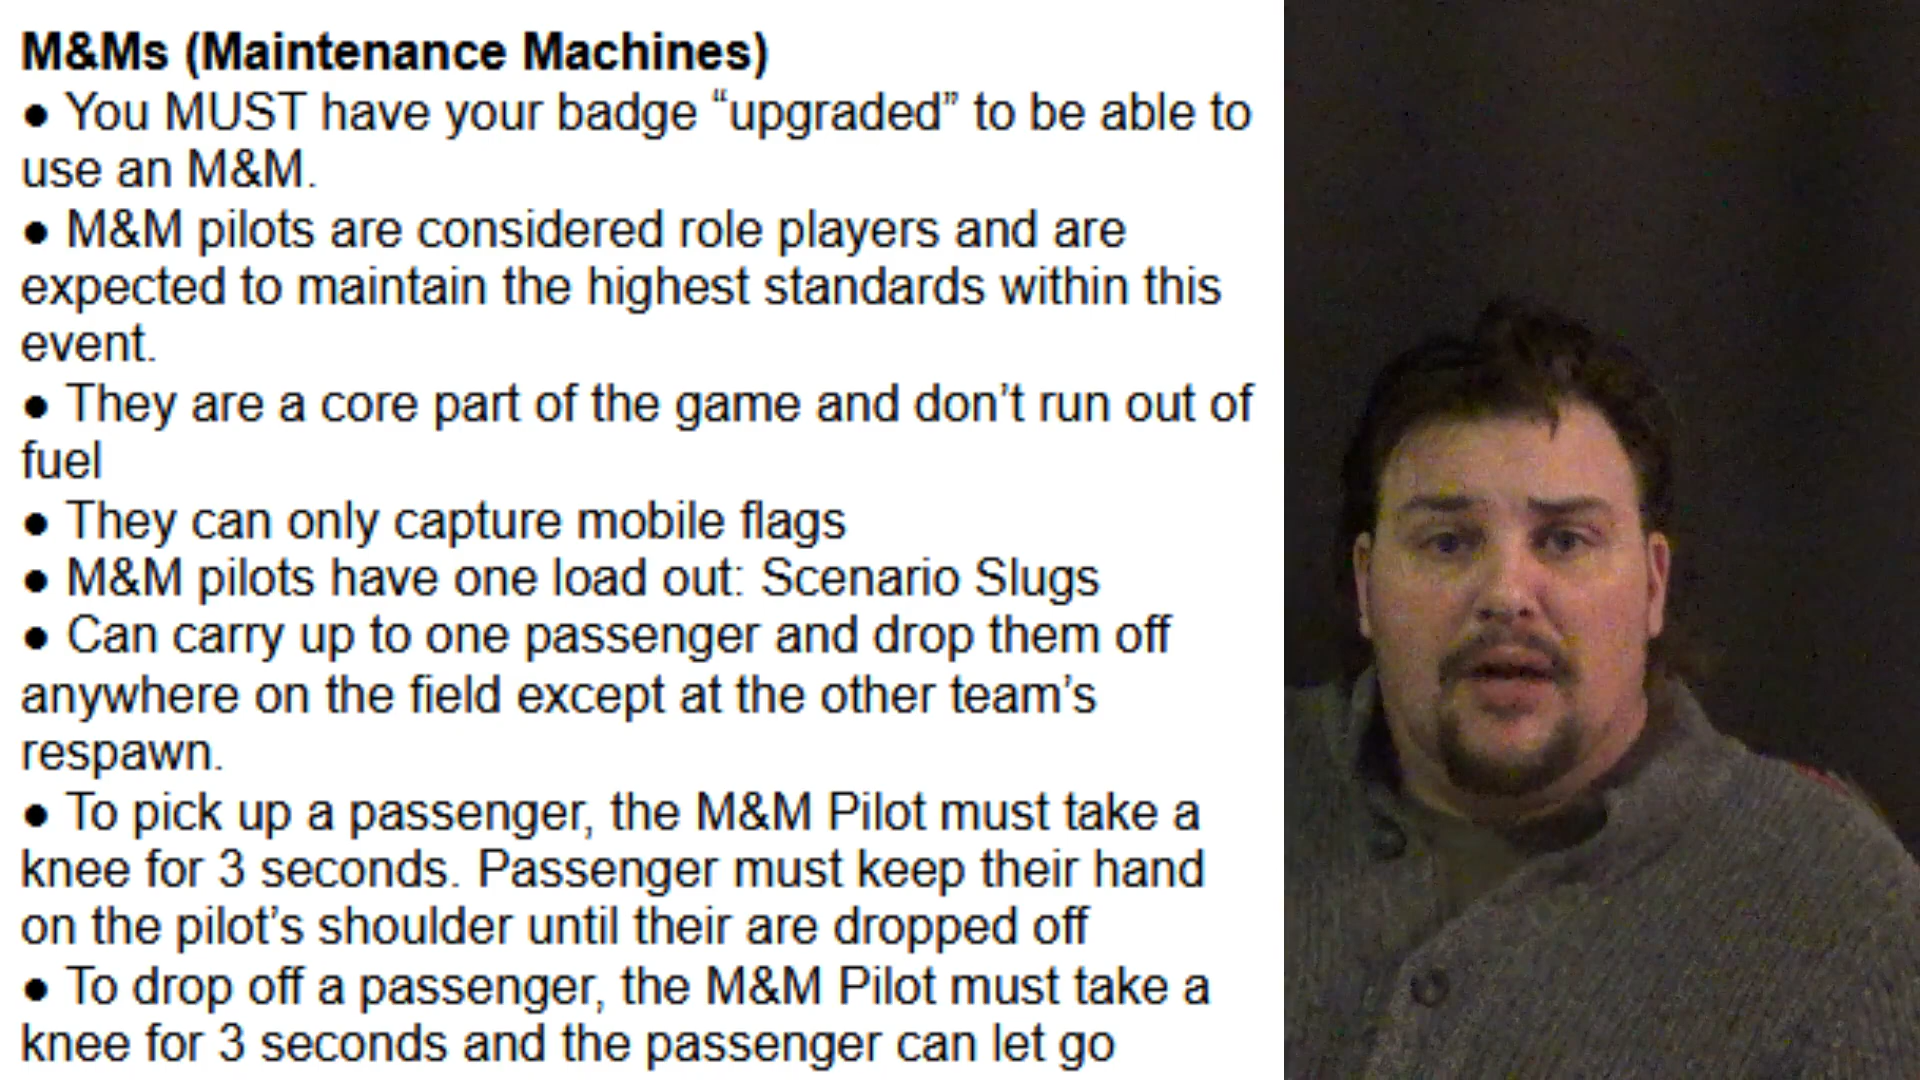 M&Ms (Maintenance Machines)
● You MUST have your badge “upgraded” to be able to
use an M&M.
● M&M pilots are considered role players and are
expected to maintain the highest standards within this
event.
● They are a core part of the game and don’t run out of
fuel
● They can only capture mobile flags
● M&M pilots have one load out: Scenario Slugs
● Can carry up to one passenger and drop them off
anywhere on the field except at the other team’s
respawn.
● To pick up a passenger, the M&M Pilot must take a
knee for 3 seconds. Passenger must keep their hand
on the pilot’s shoulder until their are dropped off
● To drop off a passenger, the M&M Pilot must take a
knee for 3 seconds and the passenger can let go